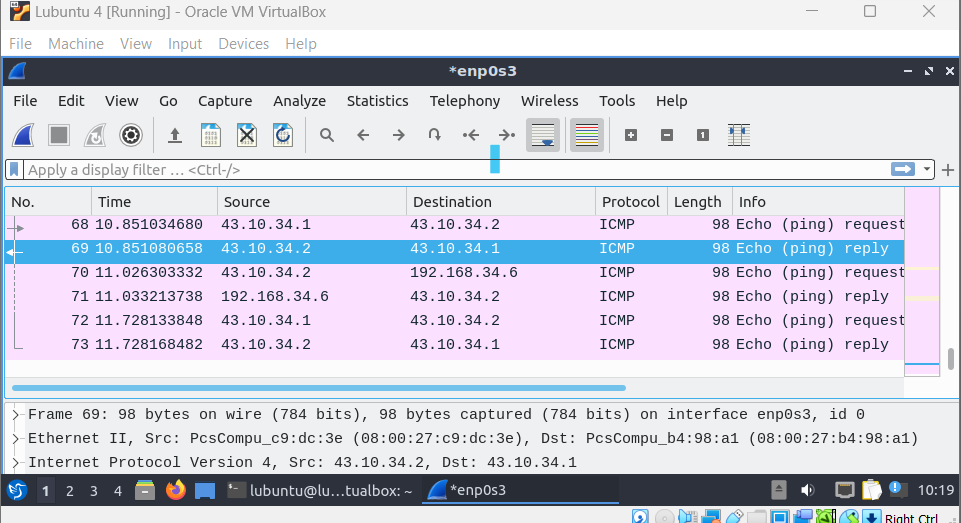 Lubuntu 4 [Running] - Oracle VM VirtualBox
File Machine View Input Devices Help
*enp0s3
File Edit View Go Capture Analyze Statistics Telephony Wireless Tools Help
Apply a display filter … <Ctrl-/>
No. Time Source Destination Protocol Length Info
68 10.851034680 43.10.34.1 43.10.34.2 ICMP 98 Echo (ping) request
69 10.851080658 43.10.34.2 43.10.34.1 ICMP 98 Echo (ping) reply
70 11.026303332 43.10.34.2 192.168.34.6 ICMP 98 Echo (ping) request
71 11.033213738 192.168.34.6 43.10.34.2 ICMP 98 Echo (ping) reply
72 11.728133848 43.10.34.1 43.10.34.2 ICMP 98 Echo (ping) request
73 11.728168482 43.10.34.2 43.10.34.1 ICMP 98 Echo (ping) reply
Frame 69: 98 bytes on wire (784 bits), 98 bytes captured (784 bits) on interface enp0s3, id 0
Ethernet II, Src: PcsCompu_c9:dc:3e (08:00:27:c9:dc:3e), Dst: PcsCompu_b4:98:a1 (08:00:27:b4:98:a1)
Internet Protocol Version 4, Src: 43.10.34.2, Dst: 43.10.34.1
1 2 3 4 lubuntu@lu…tualbox: ~ *enp0s3 10:19
Right Ctrl